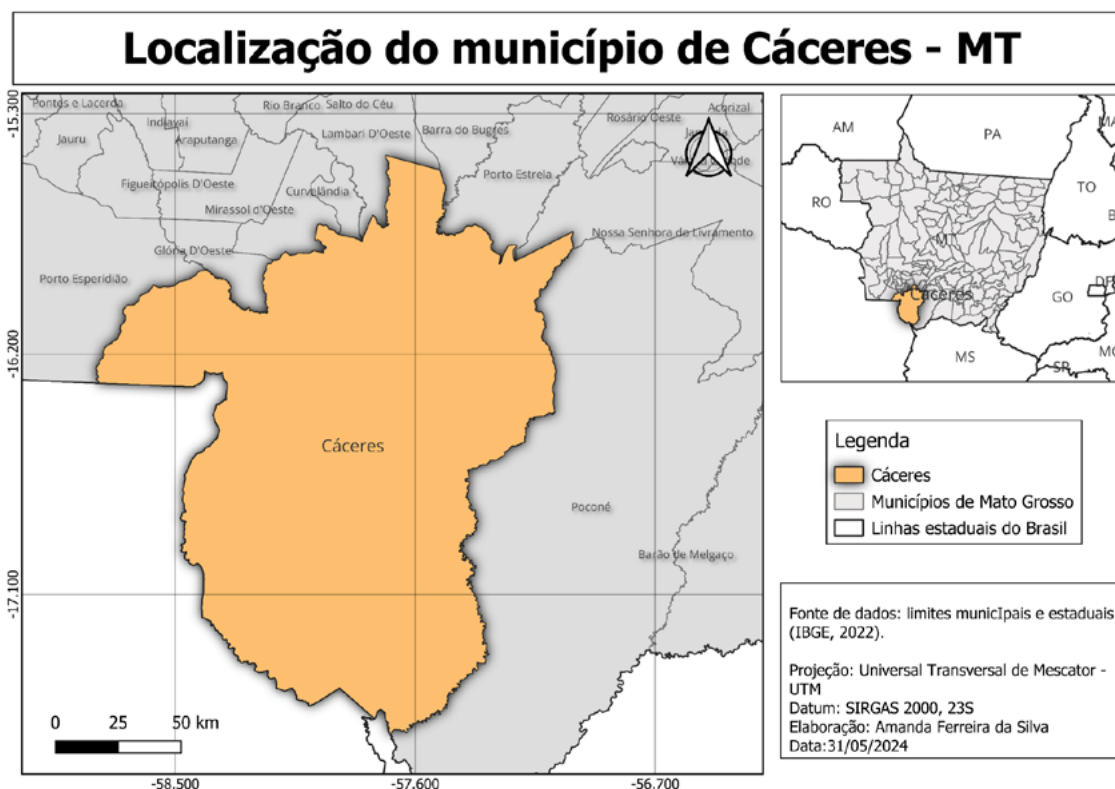 Localização do município de Cáceres - MT
Pontes e Lacerda
Rio Branco
Salto do Céu
Indiavaí
Jauru
Araputanga
Lambari D'Oeste
Barra do Bugres
Rosário Oeste
Acorizal
Figueirópolis D'Oeste
Curvelândia
Porto Estrela
Mirassol d'Oeste
Glória D'Oeste
Nossa Senhora do Livramento
Porto Esperidião
Cáceres
Poconé
Barão de Melgaço
-15.300
-16.200
-17.100
0 25 50 km
-58.500
-57.600
-56.700
AM
PA
MA
RO
TO
MT
Cáceres
GO
DF
MS
SP
Legenda
Cáceres
Municípios de Mato Grosso
Linhas estaduais do Brasil
Fonte de dados: limites municipais e estaduais
(IBGE, 2022).
Projeção: Universal Transversal de Mescator -
UTM
Datum: SIRGAS 2000, 23S
Elaboração: Amanda Ferreira da Silva
Data:31/05/2024